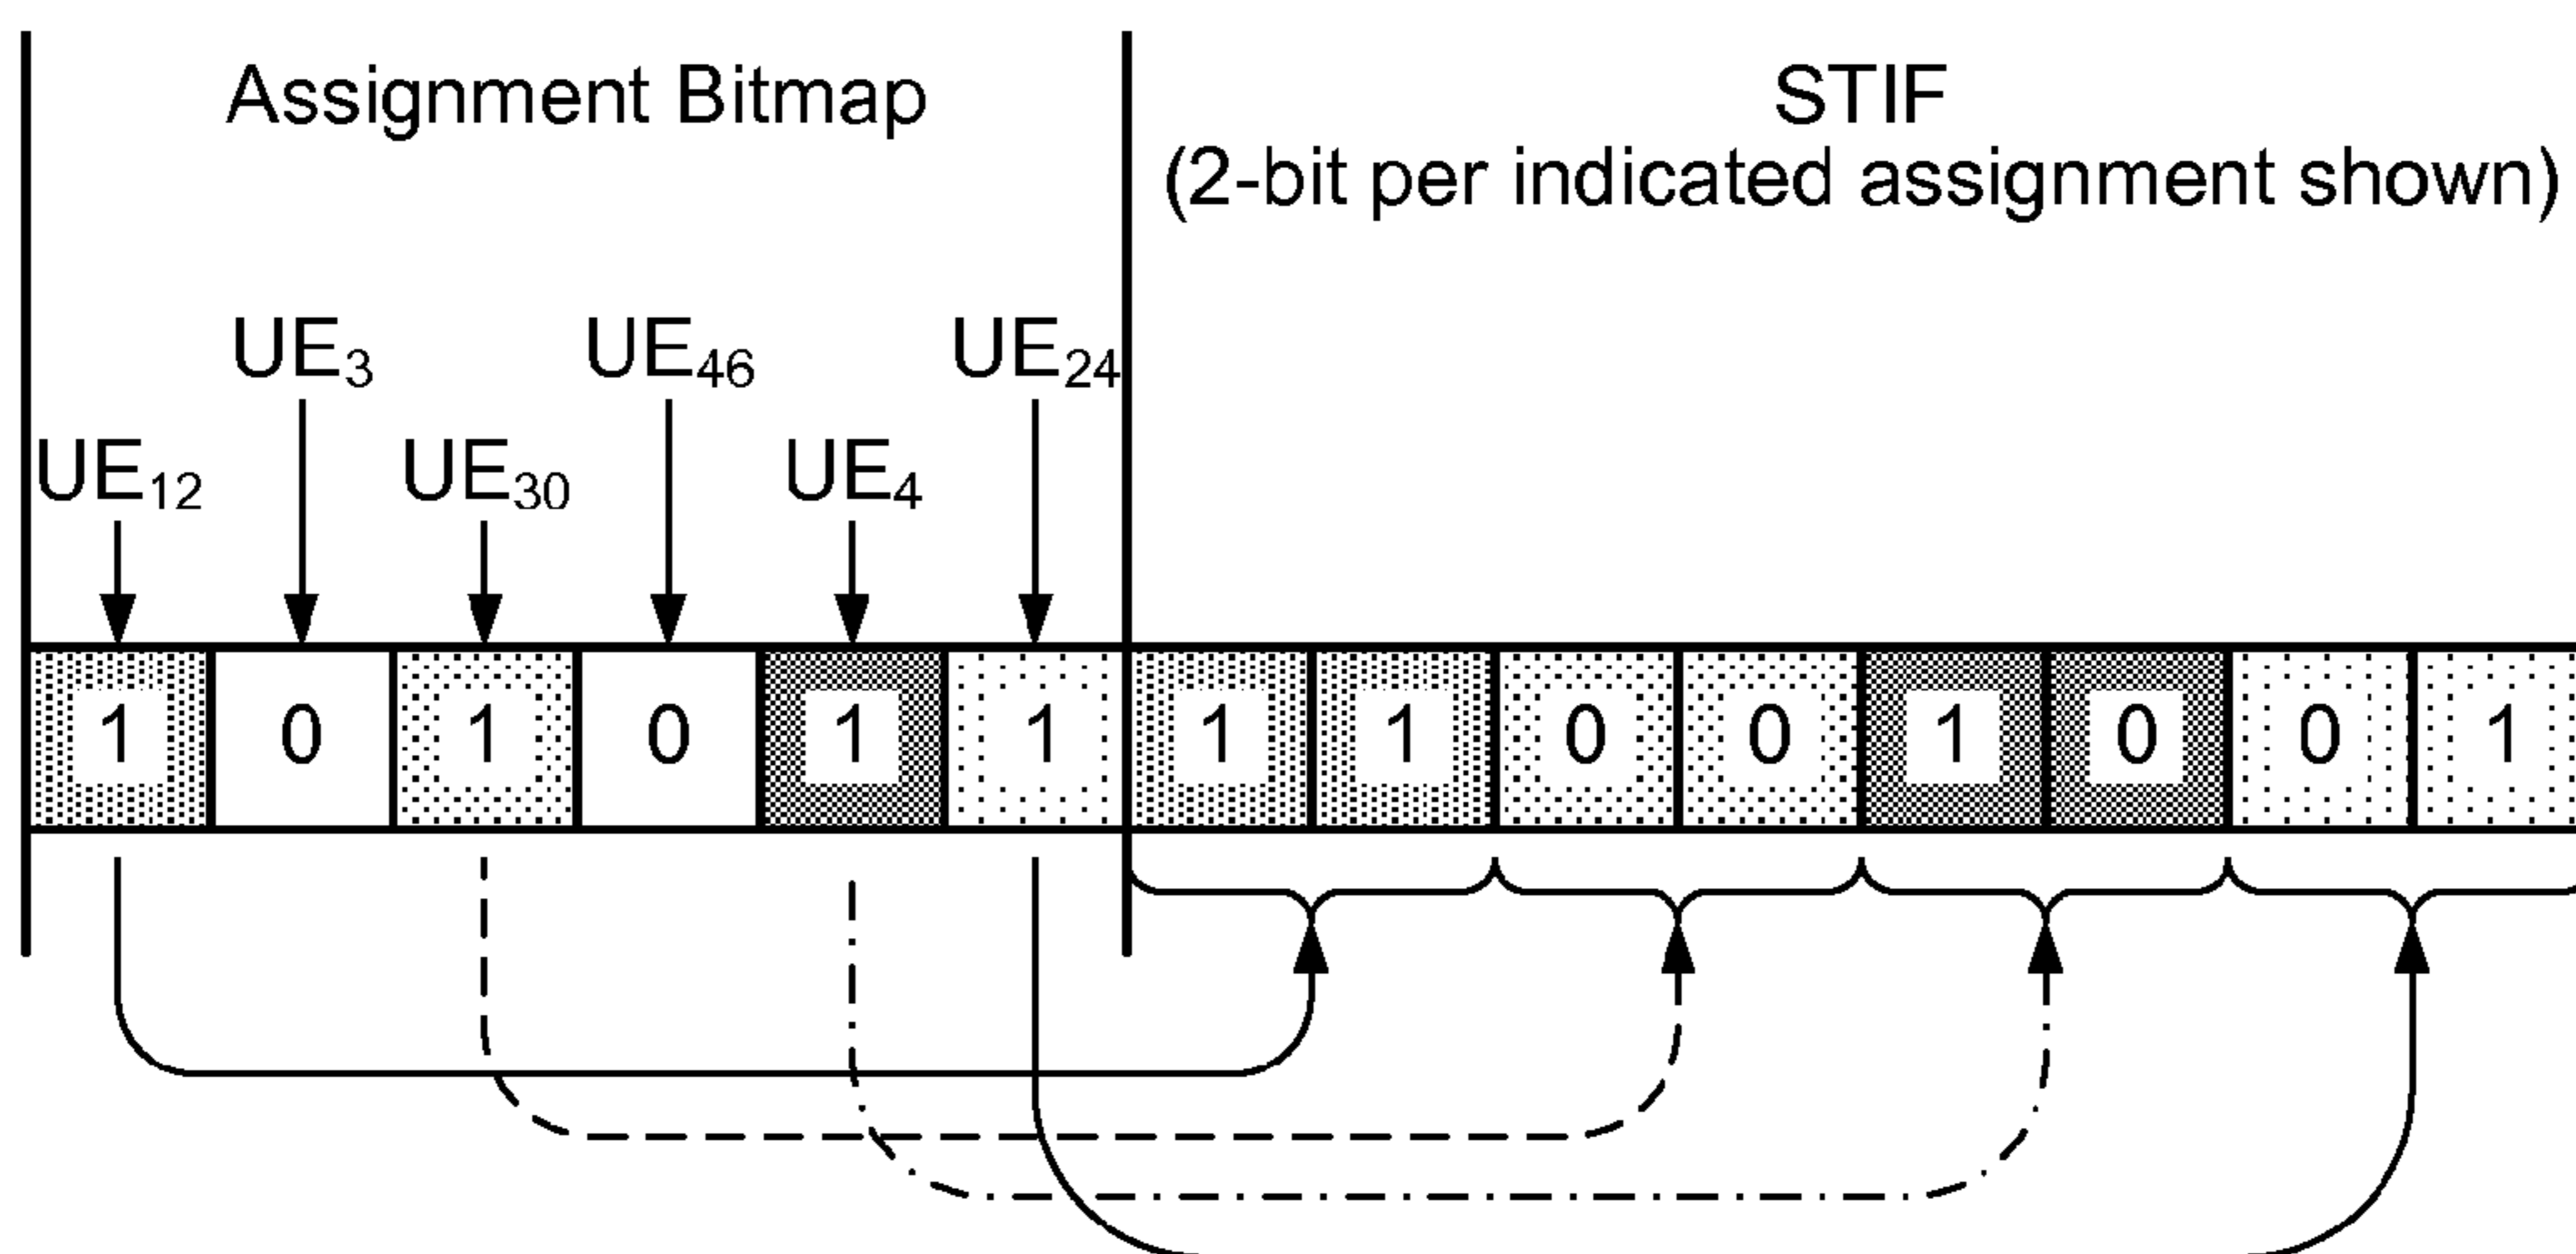 Assignment Bitmap
STIF
(2-bit per indicated assignment shown)
UE3 UE46 UE24
UE12 UE30 UE4
1 0 1 0 1 1 1 1 0 0 1 0 0 1